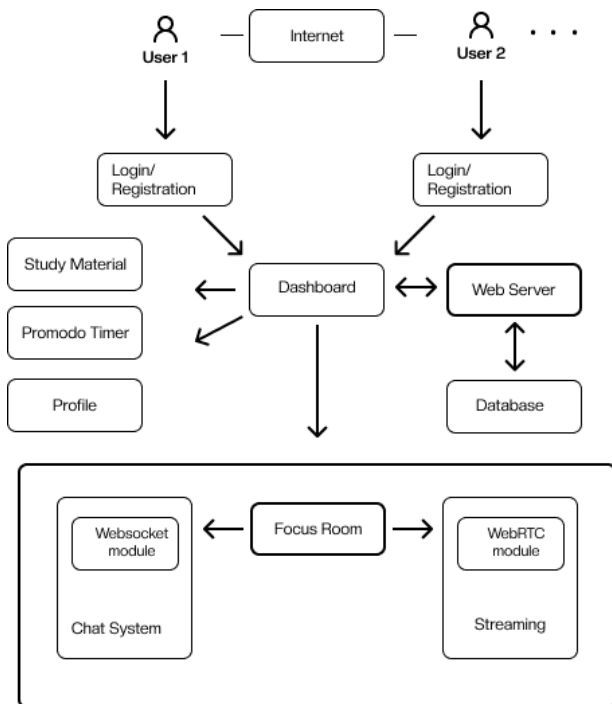 Internet
User 1
User 2
Login/
Registration
Login/
Registration
Study Material
Dashboard
Web Server
Promodo Timer
Profile
Database
Websocket
module
Focus Room
WebRTC
module
Chat System
Streaming